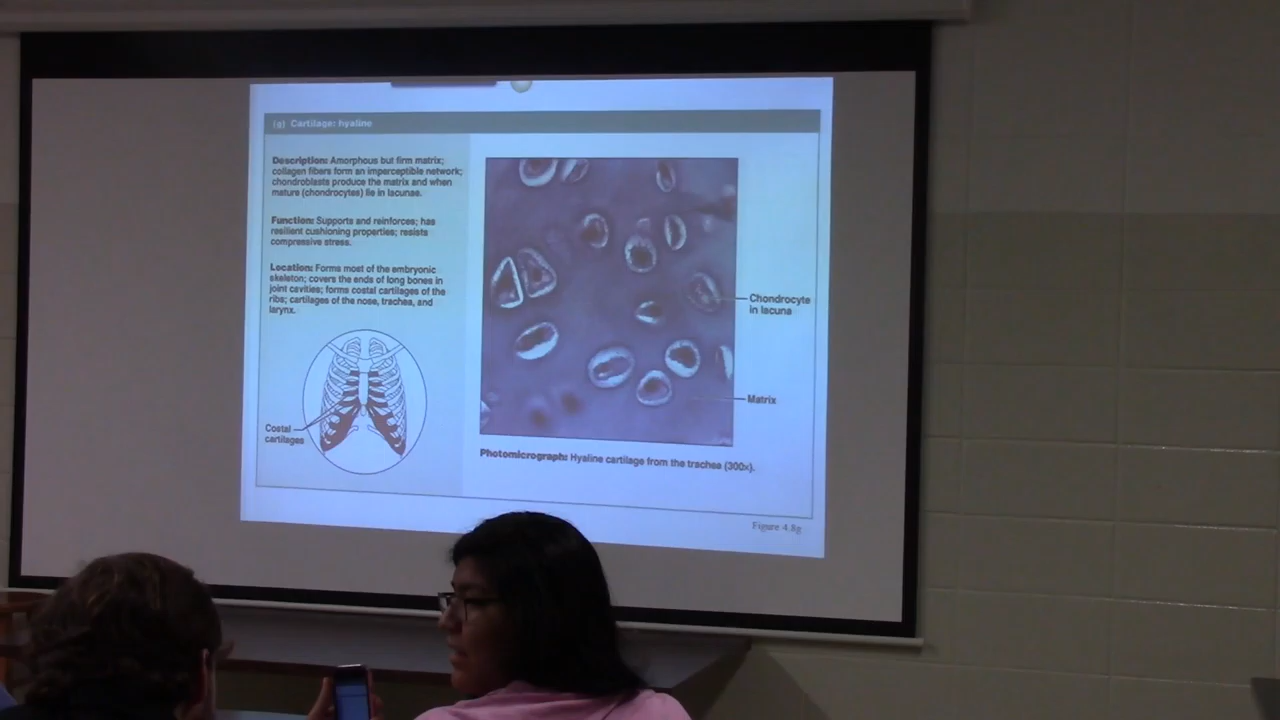 (g) Cartilage: hyaline
Description: Amorphous but firm matrix;
collagen fibers form an imperceptible network;
chondroblasts produce the matrix and when
mature (chondrocytes) lie in lacunae.
Function: Supports and reinforces; has
resilient cushioning properties; resists
compressive stress.
Location: Forms most of the embryonic
skeleton; covers the ends of long bones in
joint cavities; forms costal cartilages of the
ribs; cartilages of the nose, trachea, and
larynx.
Costal
cartilages
Chondrocyte
in lacuna
Matrix
Photomicrograph: Hyaline cartilage from the trachea (300x).
Figure 4.8g